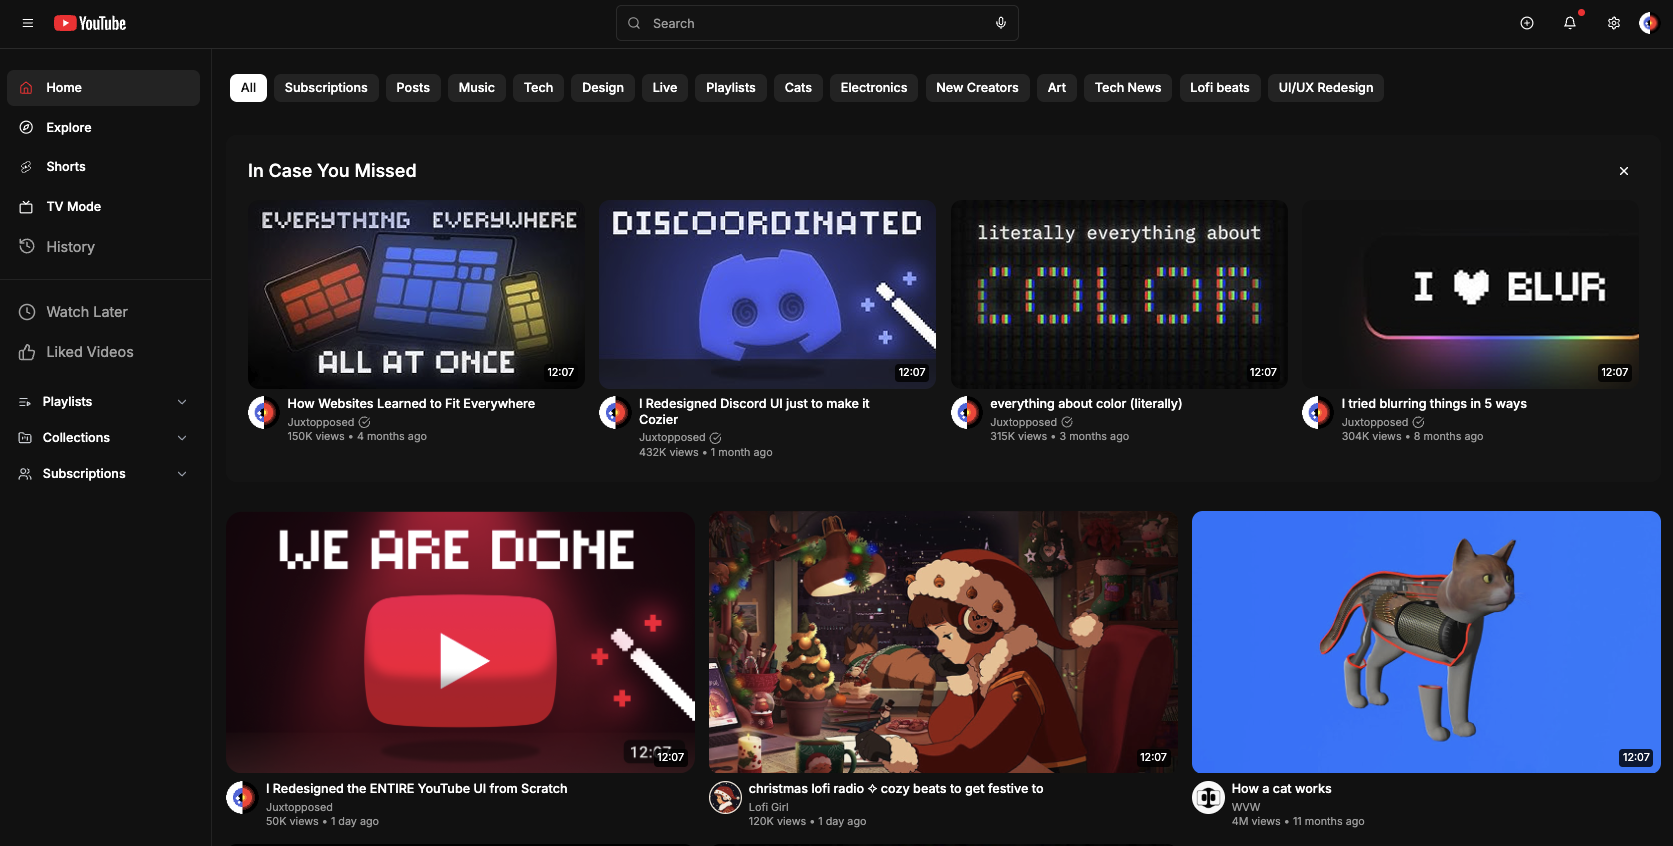 YouTube
Search
Home
Explore
Shorts
TV Mode
History
Watch Later
Liked Videos
Playlists
Collections
Subscriptions
All
Subscriptions
Posts
Music
Tech
Design
Live
Playlists
Cats
Electronics
New Creators
Art
Tech News
Lofi beats
UI/UX Redesign
In Case You Missed
EVERYTHING EVERYWHERE
ALL AT ONCE
12:07
How Websites Learned to Fit Everywhere
Juxtopposed
150K views • 4 months ago
DISCOORDINATED
12:07
I Redesigned Discord UI just to make it
Cozier
Juxtopposed
432K views • 1 month ago
literally everything about
COLOR
12:07
everything about color (literally)
Juxtopposed
315K views • 3 months ago
I ♥ BLUR
12:07
I tried blurring things in 5 ways
Juxtopposed
304K views • 8 months ago
WE ARE DONE
12:07
12:07
I Redesigned the ENTIRE YouTube UI from Scratch
Juxtopposed
50K views • 1 day ago
12:07
christmas lofi radio ✧ cozy beats to get festive to
Lofi Girl
120K views • 1 day ago
12:07
How a cat works
WVW
4M views • 11 months ago